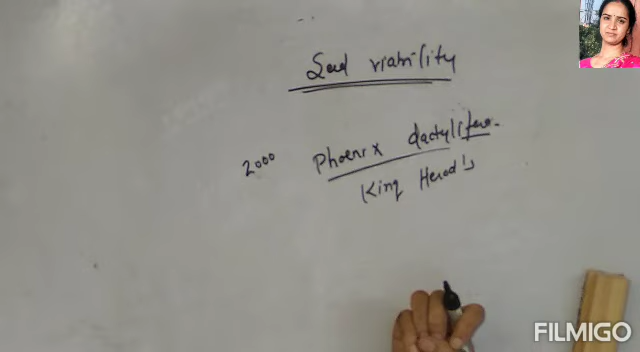 Seed viability
2000 Phoenix dactylifera.
King Herod's
FILMIGO